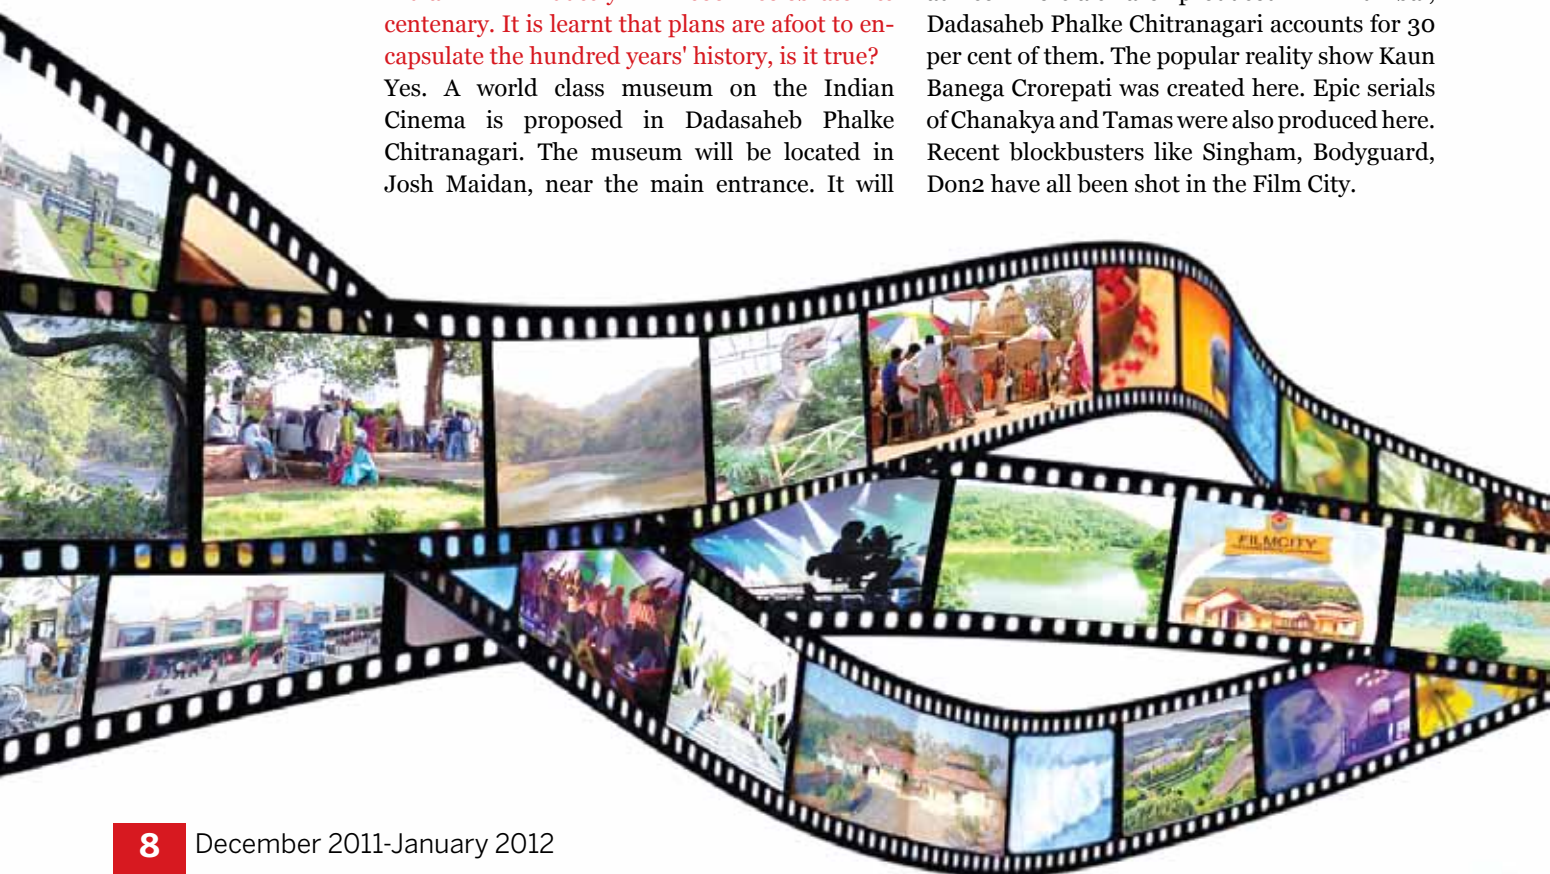 centenary. It is learnt that plans are afoot to en-
capsulate the hundred years' history, is it true?
Yes. A world class museum on the Indian
Cinema is proposed in Dadasaheb Phalke
Chitranagari. The museum will be located in
Josh Maidan, near the main entrance. It will
Dadasaheb Phalke Chitranagari accounts for 30
per cent of them. The popular reality show Kaun
Banega Crorepati was created here. Epic serials
of Chanakya and Tamas were also produced here.
Recent blockbusters like Singham, Bodyguard,
Don2 have all been shot in the Film City.
FILMCITY
8 December 2011-January 2012